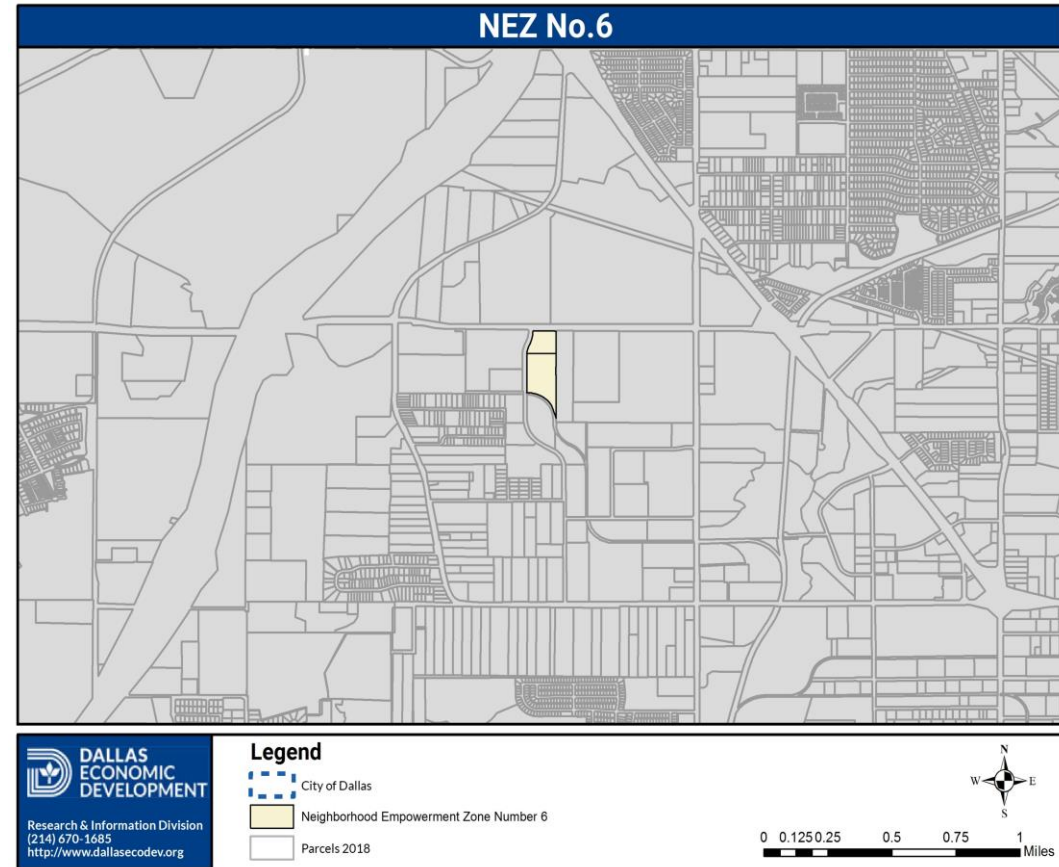 NEZ No.6
DALLAS
ECONOMIC
DEVELOPMENT
Research & Information Division
(214) 670-1685
http://www.dallasecodev.org
Legend
City of Dallas
Neighborhood Empowerment Zone Number 6
Parcels 2018
N
W E
S
0 0.125 0.25 0.5 0.75 1
Miles